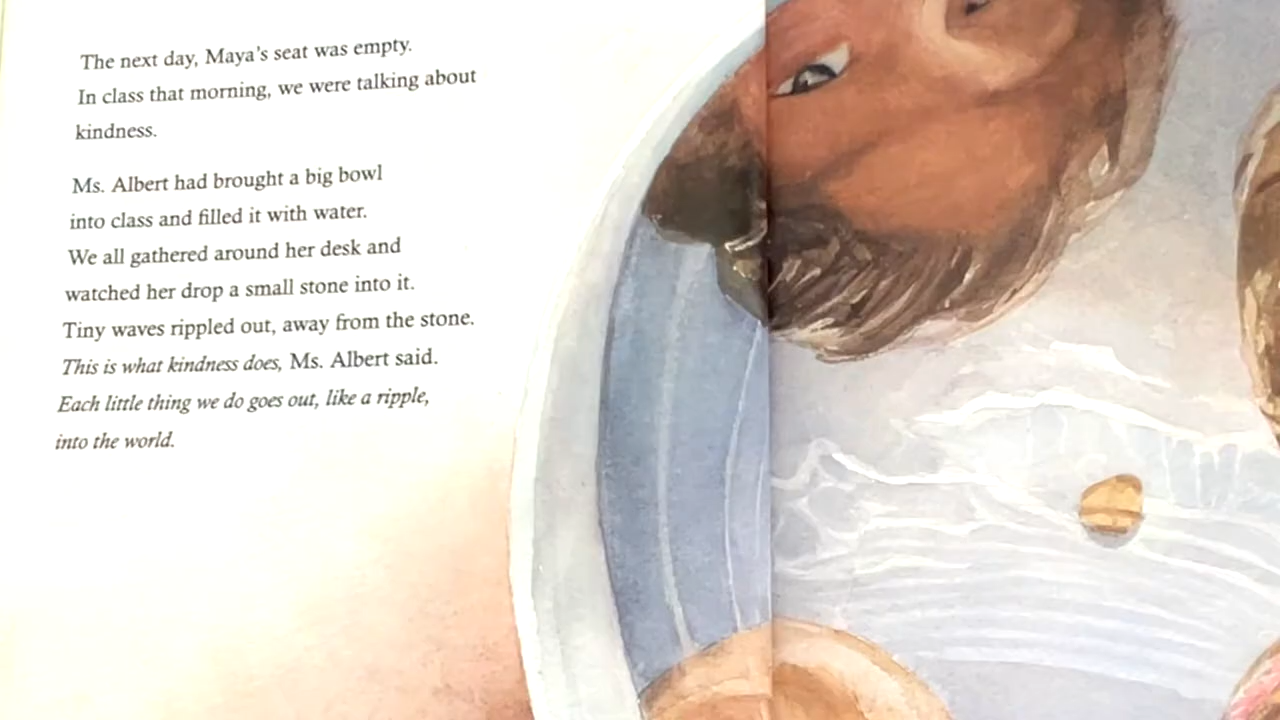 The next day, Maya's seat was empty.
In class that morning, we were talking about
kindness.
Ms. Albert had brought a big bowl
into class and filled it with water.
We all gathered around her desk and
watched her drop a small stone into it.
Tiny waves rippled out, away from the stone.
This is what kindness does, Ms. Albert said.
Each little thing we do goes out, like a ripple,
into the world.